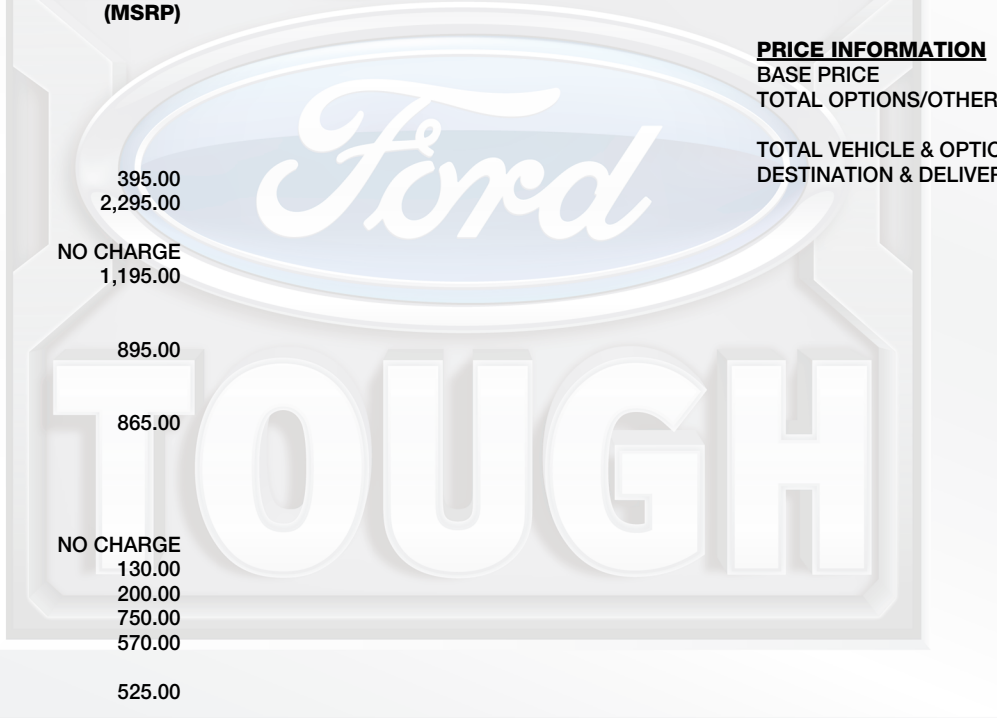 (MSRP)
395.00
2,295.00
NO CHARGE
1,195.00
895.00
865.00
NO CHARGE
130.00
200.00
750.00
570.00
525.00
PRICE INFORMATION
BASE PRICE
TOTAL OPTIONS/OTHER
TOTAL VEHICLE & OPTIO
DESTINATION & DELIVER
Ford
TOUGH